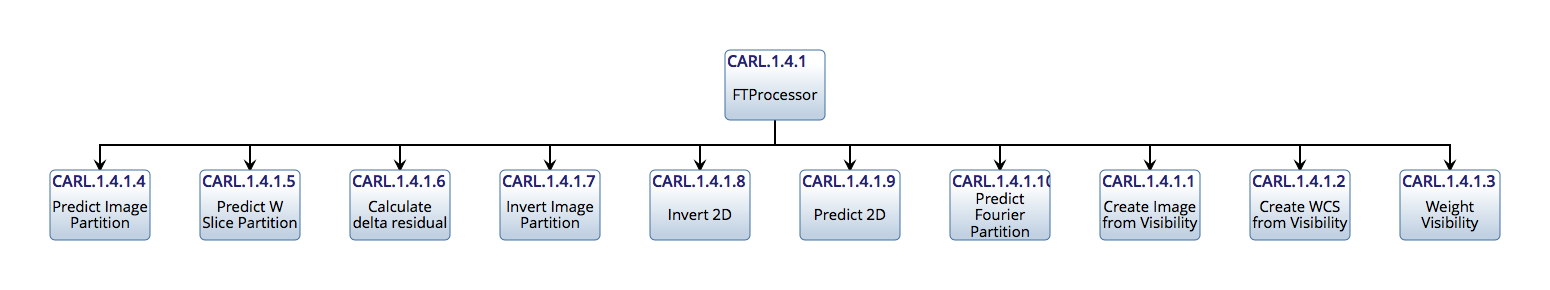 CARL.1.4.1
FTProcessor
CARL.1.4.1.4
Predict Image
Partition
CARL.1.4.1.5
Predict W
Slice Partition
CARL.1.4.1.6
Calculate
delta residual
CARL.1.4.1.7
Invert Image
Partition
CARL.1.4.1.8
Invert 2D
CARL.1.4.1.9
Predict 2D
CARL.1.4.1.10
Predict
Fourier
Partition
CARL.1.4.1.1
Create Image
from Visibility
CARL.1.4.1.2
Create WCS
from Visibility
CARL.1.4.1.3
Weight
Visibility